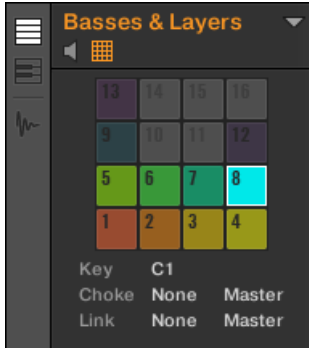 Basses & Layers
13 14 15 16
9 10 11 12
5 6 7 8
1 2 3 4
Key C1
Choke None Master
Link None Master